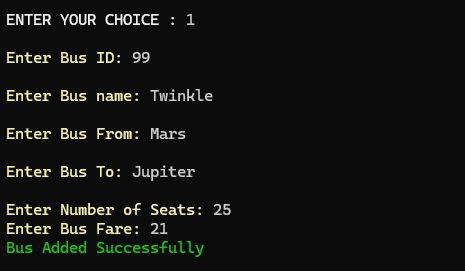 ENTER YOUR CHOICE : 1
Enter Bus ID: 99
Enter Bus name: Twinkle
Enter Bus From: Mars
Enter Bus To: Jupiter
Enter Number of Seats: 25
Enter Bus Fare: 21
Bus Added Successfully